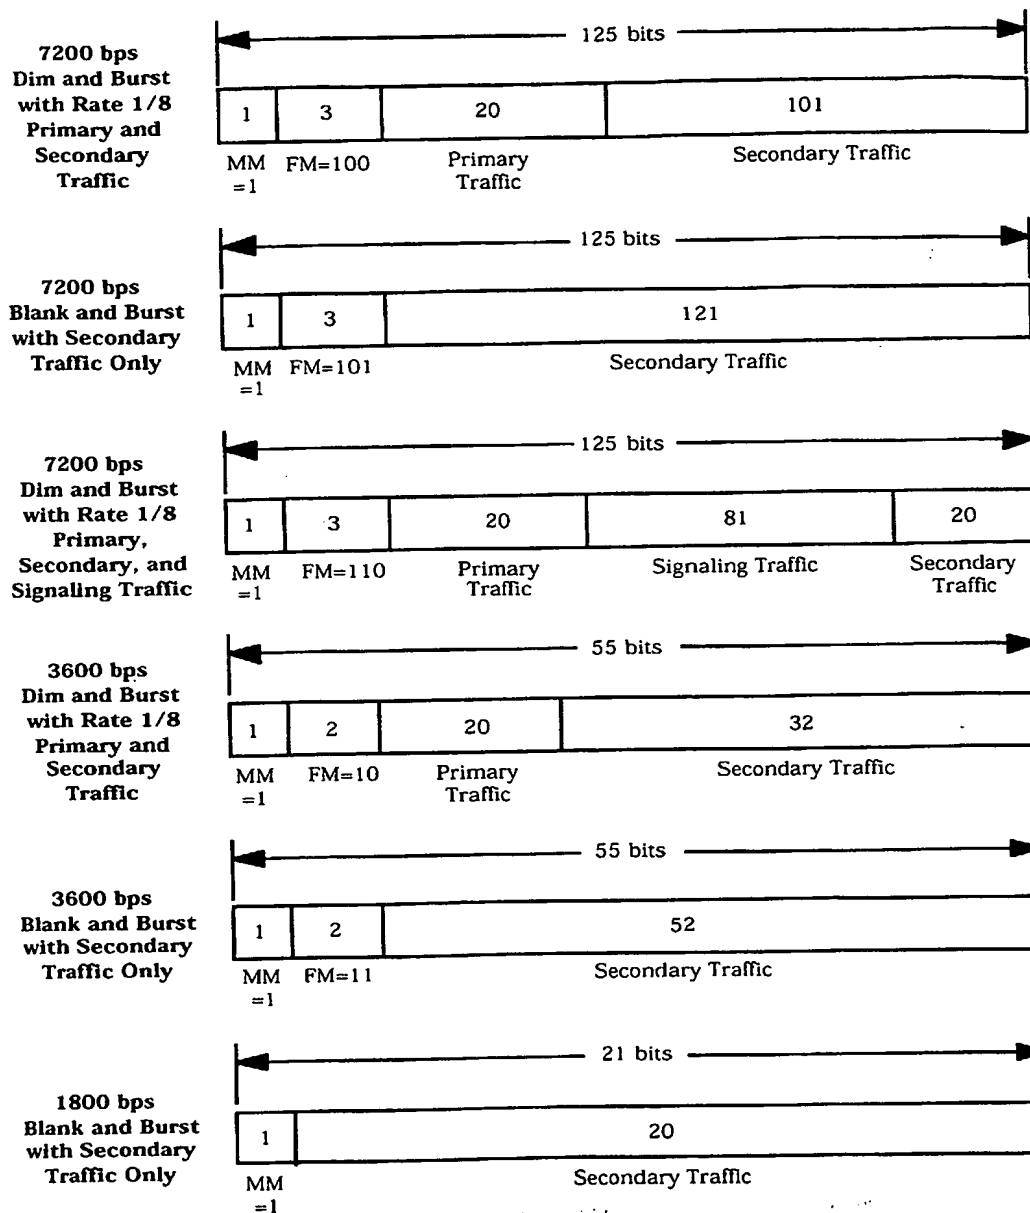 7200 bps
Dim and Burst
with Rate 1/8
Primary and
Secondary
Traffic
125 bits
1 3 20 101
MM
=1
FM=100
Primary
Traffic
Secondary Traffic
7200 bps
Blank and Burst
with Secondary
Traffic Only
125 bits
1 3 121
MM
=1
FM=101
Secondary Traffic
7200 bps
Dim and Burst
with Rate 1/8
Primary,
Secondary, and
Signaling Traffic
125 bits
1 3 20 81 20
MM
=1
FM=110
Primary
Traffic
Signaling Traffic
Secondary
Traffic
3600 bps
Dim and Burst
with Rate 1/8
Primary and
Secondary
Traffic
55 bits
1 2 20 32
MM
=1
FM=10
Primary
Traffic
Secondary Traffic
3600 bps
Blank and Burst
with Secondary
Traffic Only
55 bits
1 2 52
MM
=1
FM=11
Secondary Traffic
1800 bps
Blank and Burst
with Secondary
Traffic Only
21 bits
1 20
MM
=1
Secondary Traffic